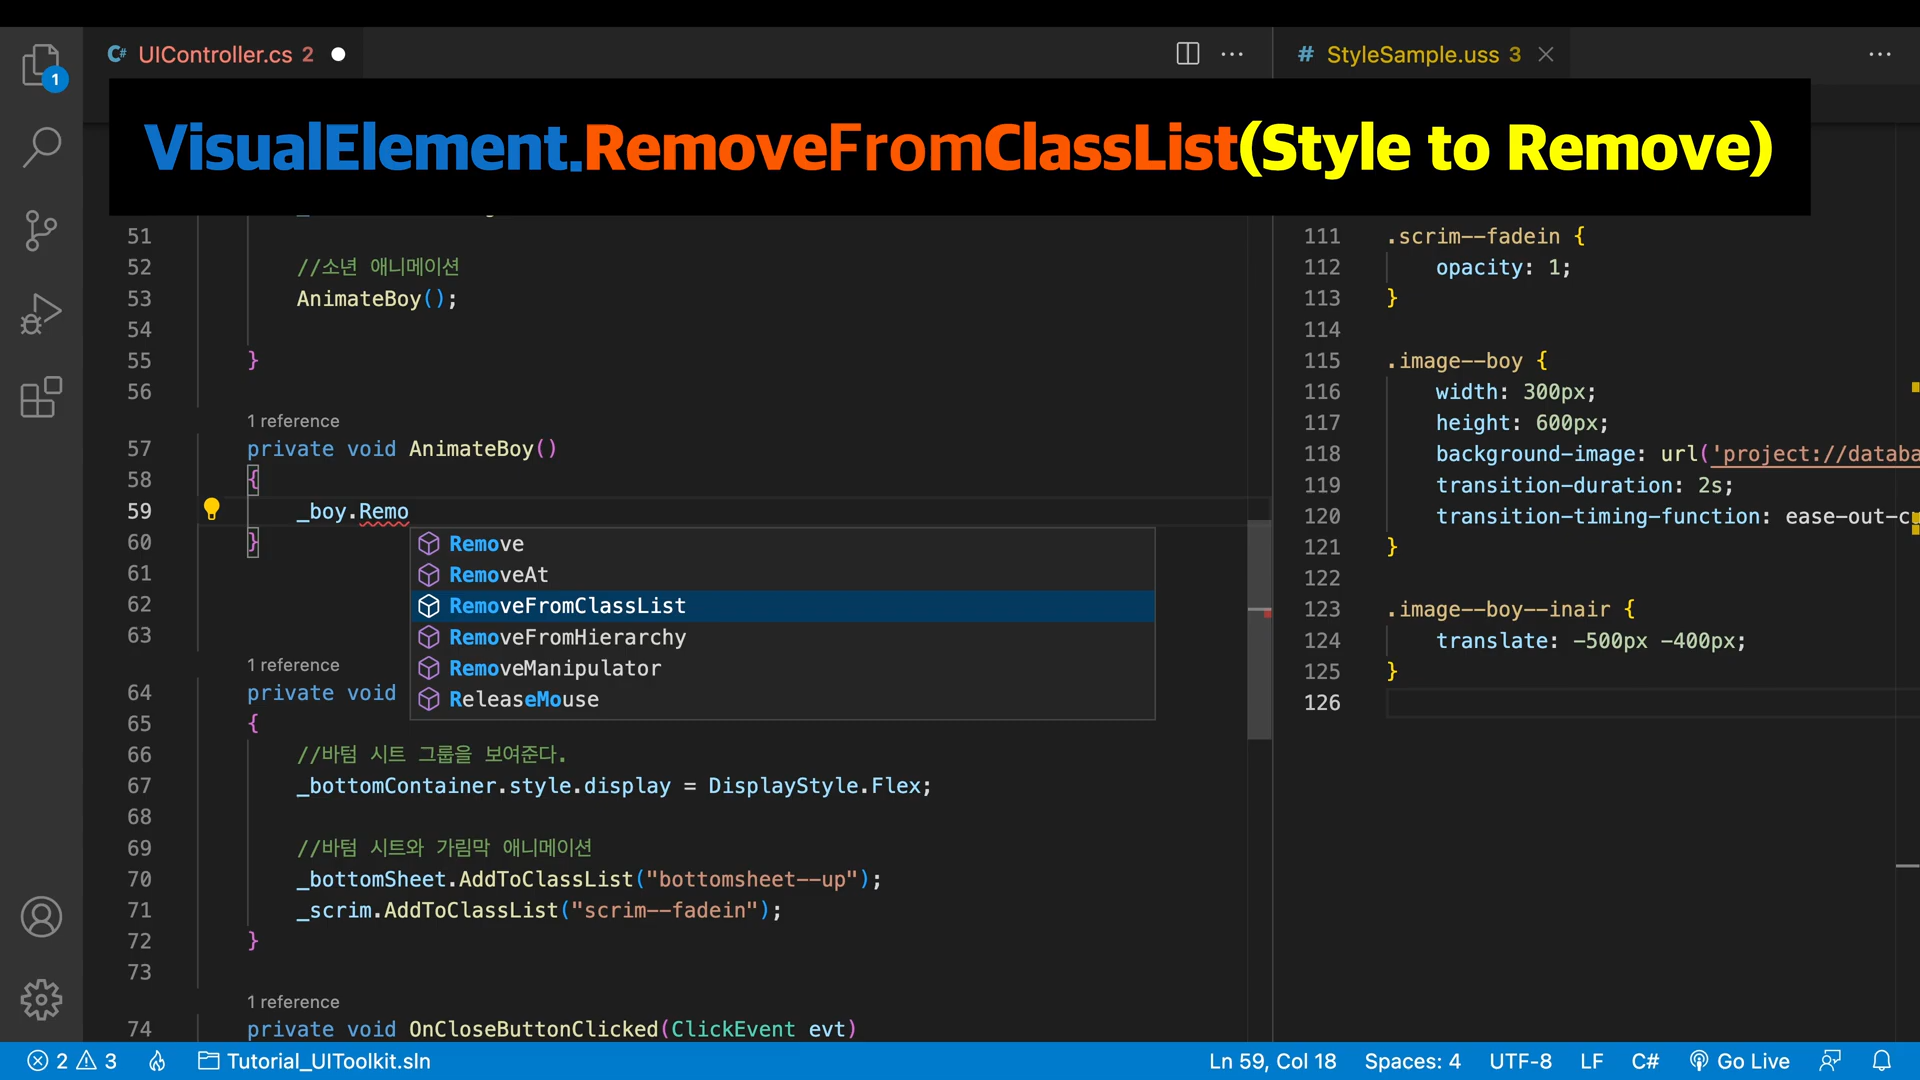 UIController.cs 2
StyleSample.uss 3
1
VisualElement.RemoveFromClassList(Style to Remove)
51
52 //소년 애니메이션
53 AnimateBoy();
54
55 }
56
1 reference
57 private void AnimateBoy()
58 {
59 _boy.Remo
60 }
Remove
RemoveAt
RemoveFromClassList
RemoveFromHierarchy
RemoveManipulator
ReleaseMouse
61
62
63
1 reference
64 private void
65 {
66 //바텀 시트 그룹을 보여준다.
67 _bottomContainer.style.display = DisplayStyle.Flex;
68
69 //바텀 시트와 가림막 애니메이션
70 _bottomSheet.AddToClassList("bottomsheet--up");
71 _scrim.AddToClassList("scrim--fadein");
72 }
73
1 reference
74 private void OnCloseButtonClicked(ClickEvent evt)
111 .scrim--fadein {
112 opacity: 1;
113 }
114
115 .image--boy {
116 width: 300px;
117 height: 600px;
118 background-image: url('project://databa
119 transition-duration: 2s;
120 transition-timing-function: ease-out-cu
121 }
122
123 .image--boy--inair {
124 translate: -500px -400px;
125 }
126
2 3 Tutorial_UIToolkit.sln Ln 59, Col 18 Spaces: 4 UTF-8 LF C# Go Live